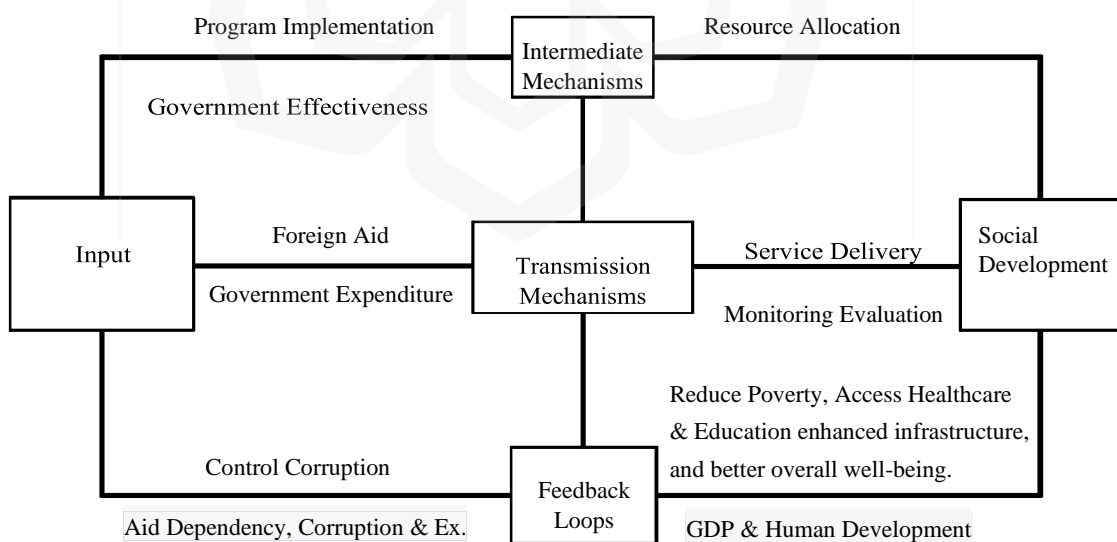 Program Implementation
Resource Allocation
Intermediate
Mechanisms
Government Effectiveness
Input
Foreign Aid
Government Expenditure
Transmission
Mechanisms
Service Delivery
Monitoring Evaluation
Social
Development
Reduce Poverty, Access Healthcare
& Education enhanced infrastructure,
and better overall well-being.
Control Corruption
Feedback
Loops
Aid Dependency, Corruption & Ex.
GDP & Human Development